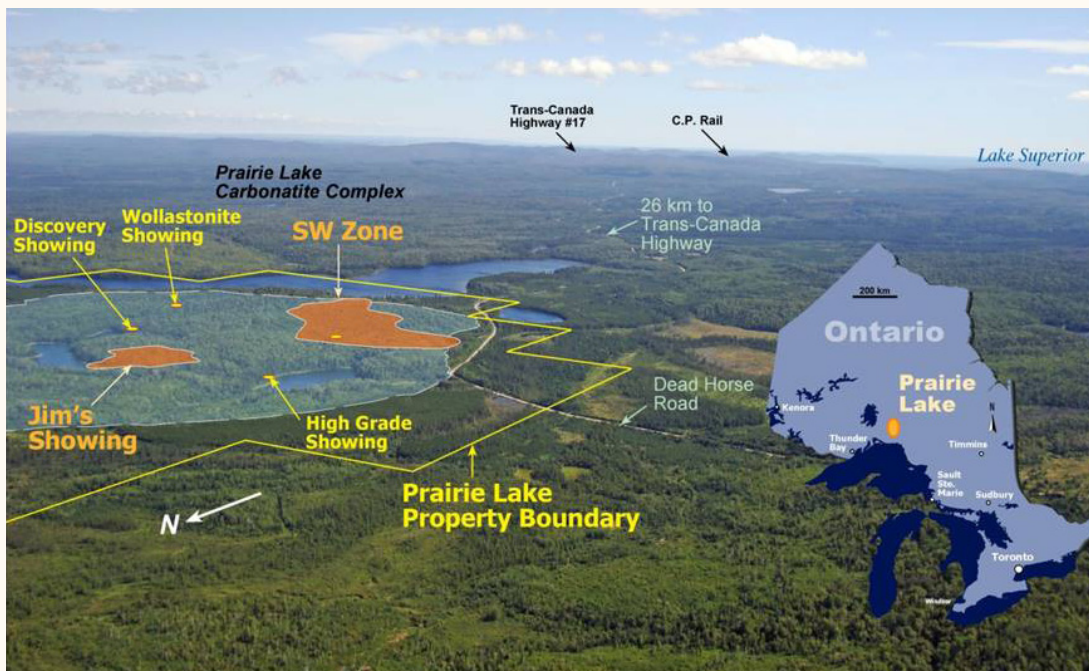 Trans-Canada
Highway #17
C.P. Rail
Lake Superior
Prairie Lake
Carbonatite Complex
Discovery
Showing
Wollastonite
Showing
SW Zone
26 km to
Trans-Canada
Highway
Jim's
Showing
High Grade
Showing
Dead Horse
Road
Prairie Lake
Property Boundary
N
200 km
Ontario
Prairie
Lake
N
Kenora
Thunder
Bay
Timmins
Sault
Ste.
Marie
Sudbury
Toronto
Window